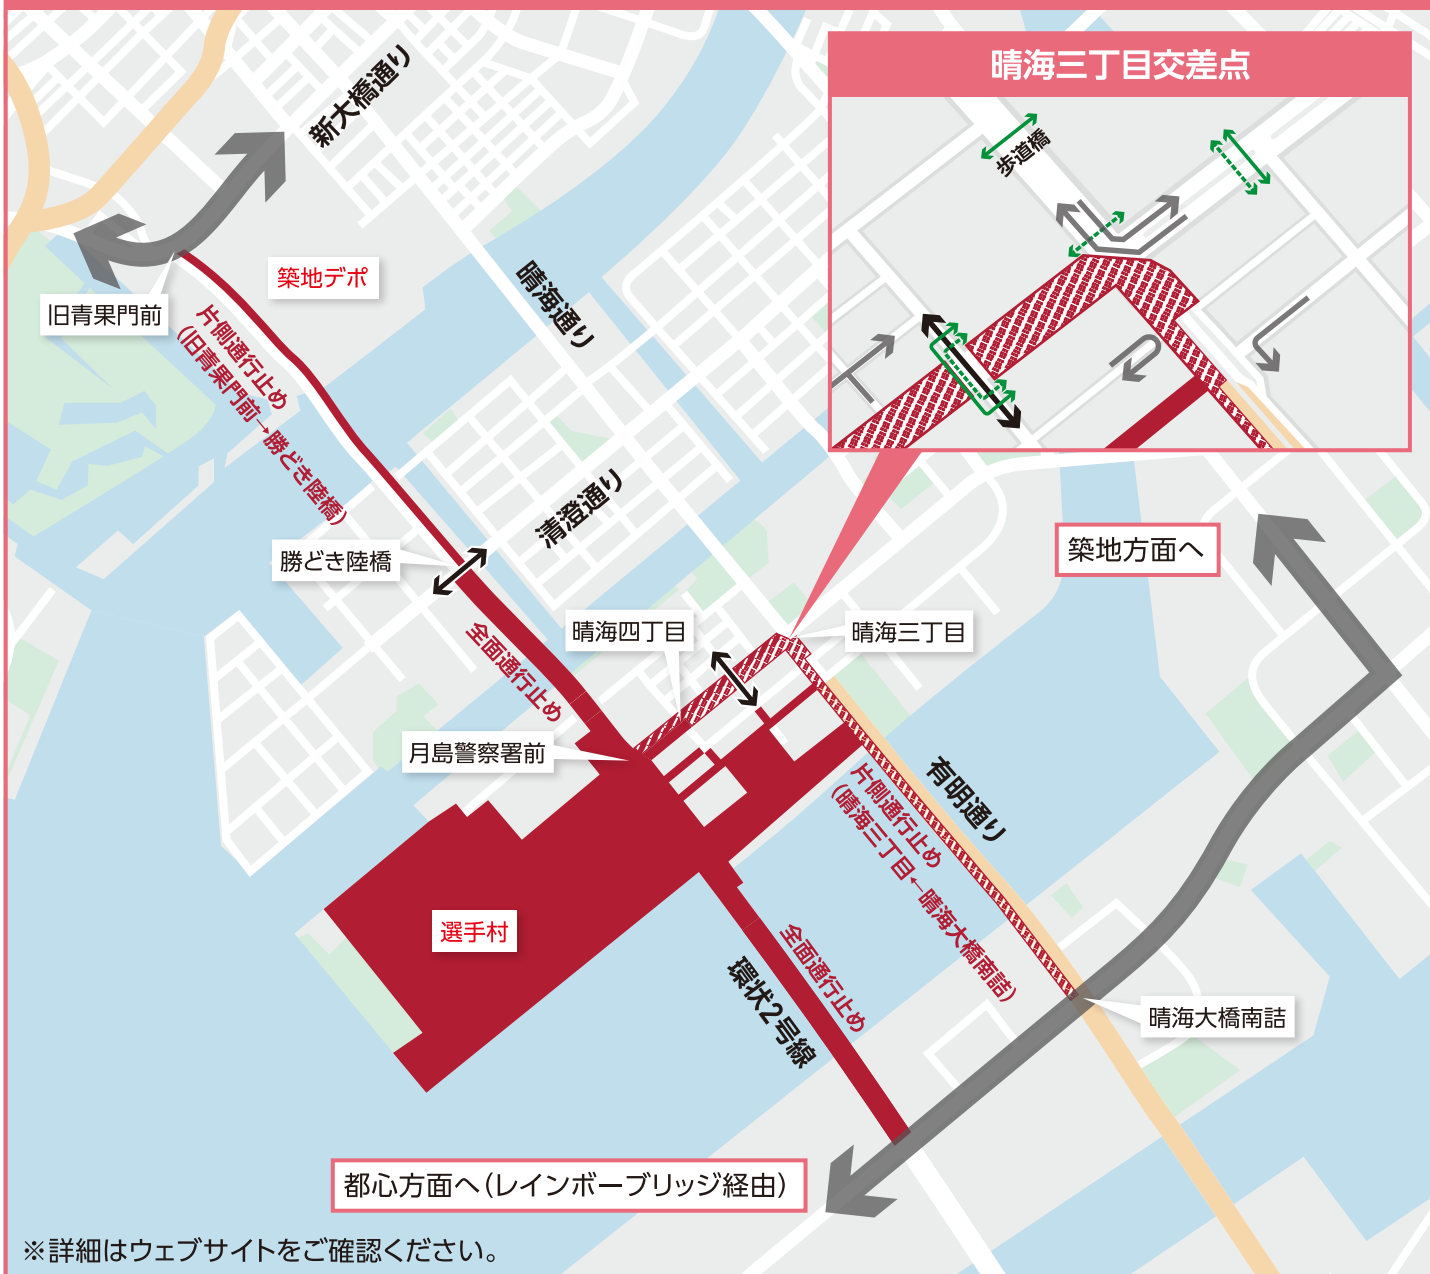 晴海三丁目交差点
歩道橋
新大橋通り
築地デポ
旧青果門前
片側通行止め
(旧青果門前→勝どき陸橋)
晴海通り
清澄通り
勝どき陸橋
全面通行止め
築地方面へ
晴海四丁目
晴海三丁目
月島警察署前
有明通り
片側通行止め
(晴海三丁目←晴海大橋南詰)
選手村
全面通行止め
環状2号線
晴海大橋南詰
都心方面へ(レインボーブリッジ経由)
※詳細はウェブサイトをご確認ください。